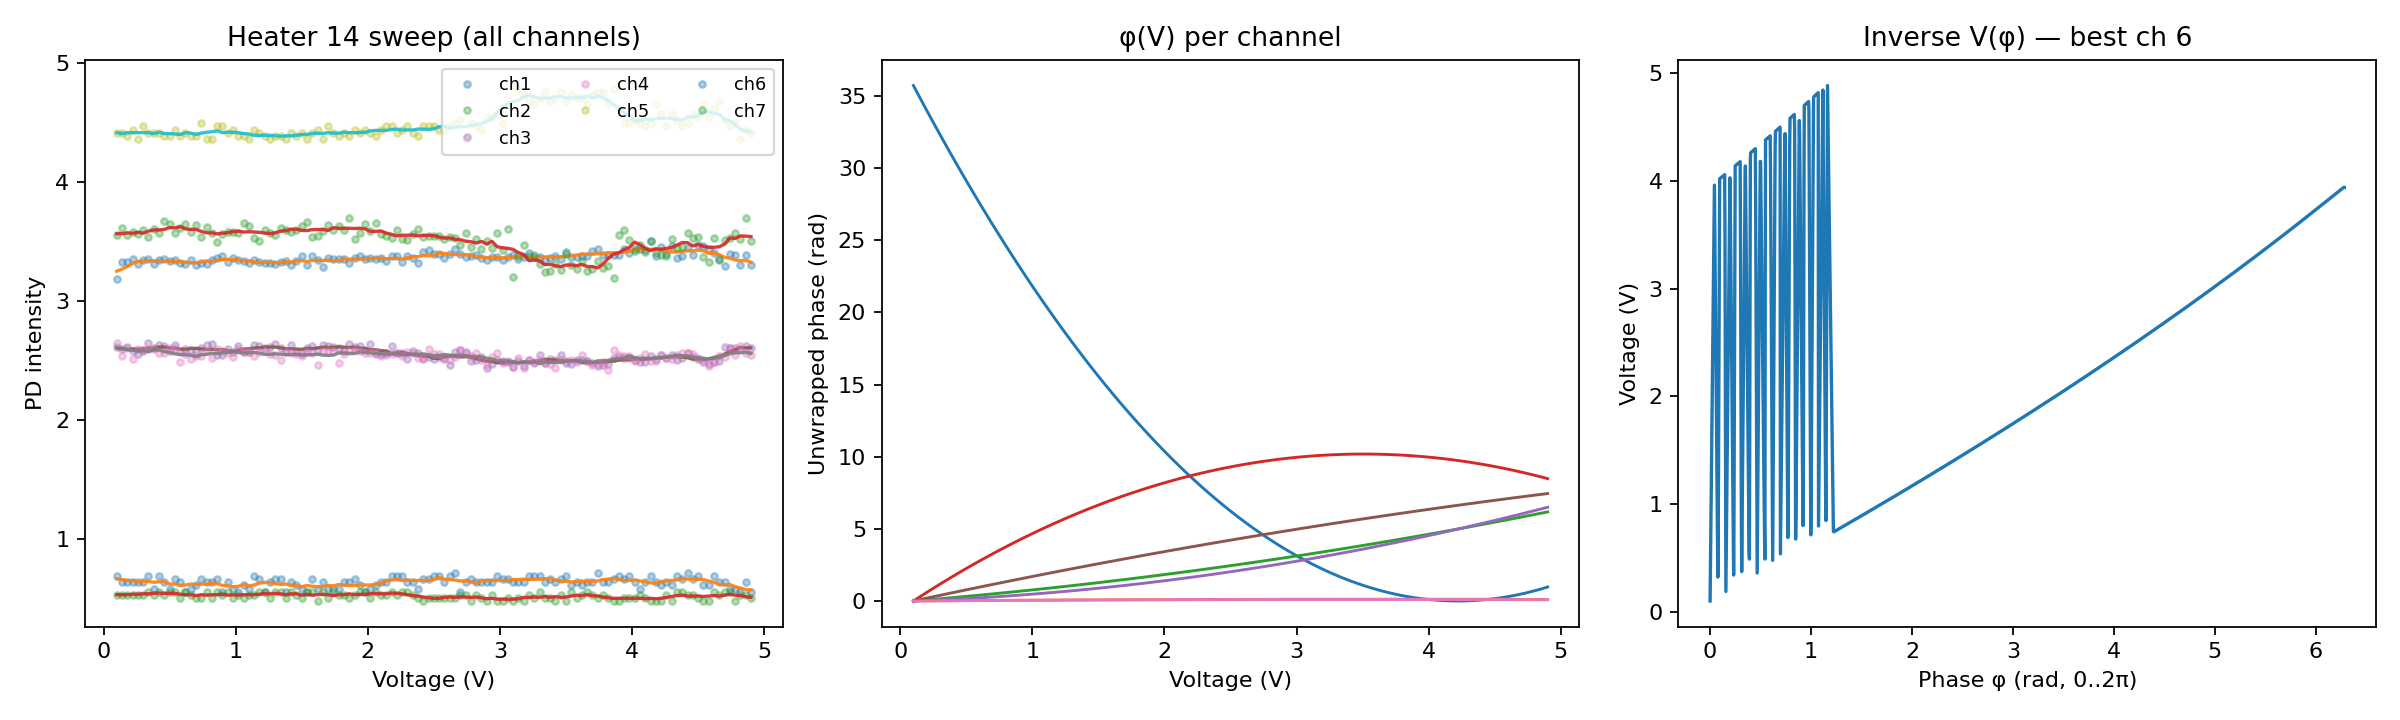 Heater 14 sweep (all channels)
PD intensity
5
4
3
2
1
0 1 2 3 4 5
Voltage (V)
ch1 ch4 ch6
ch2 ch5 ch7
ch3
φ(V) per channel
Unwrapped phase (rad)
35
30
25
20
15
10
5
0
0 1 2 3 4 5
Voltage (V)
Inverse V(φ) — best ch 6
Voltage (V)
5
4
3
2
1
0
0 1 2 3 4 5 6
Phase φ (rad, 0..2π)